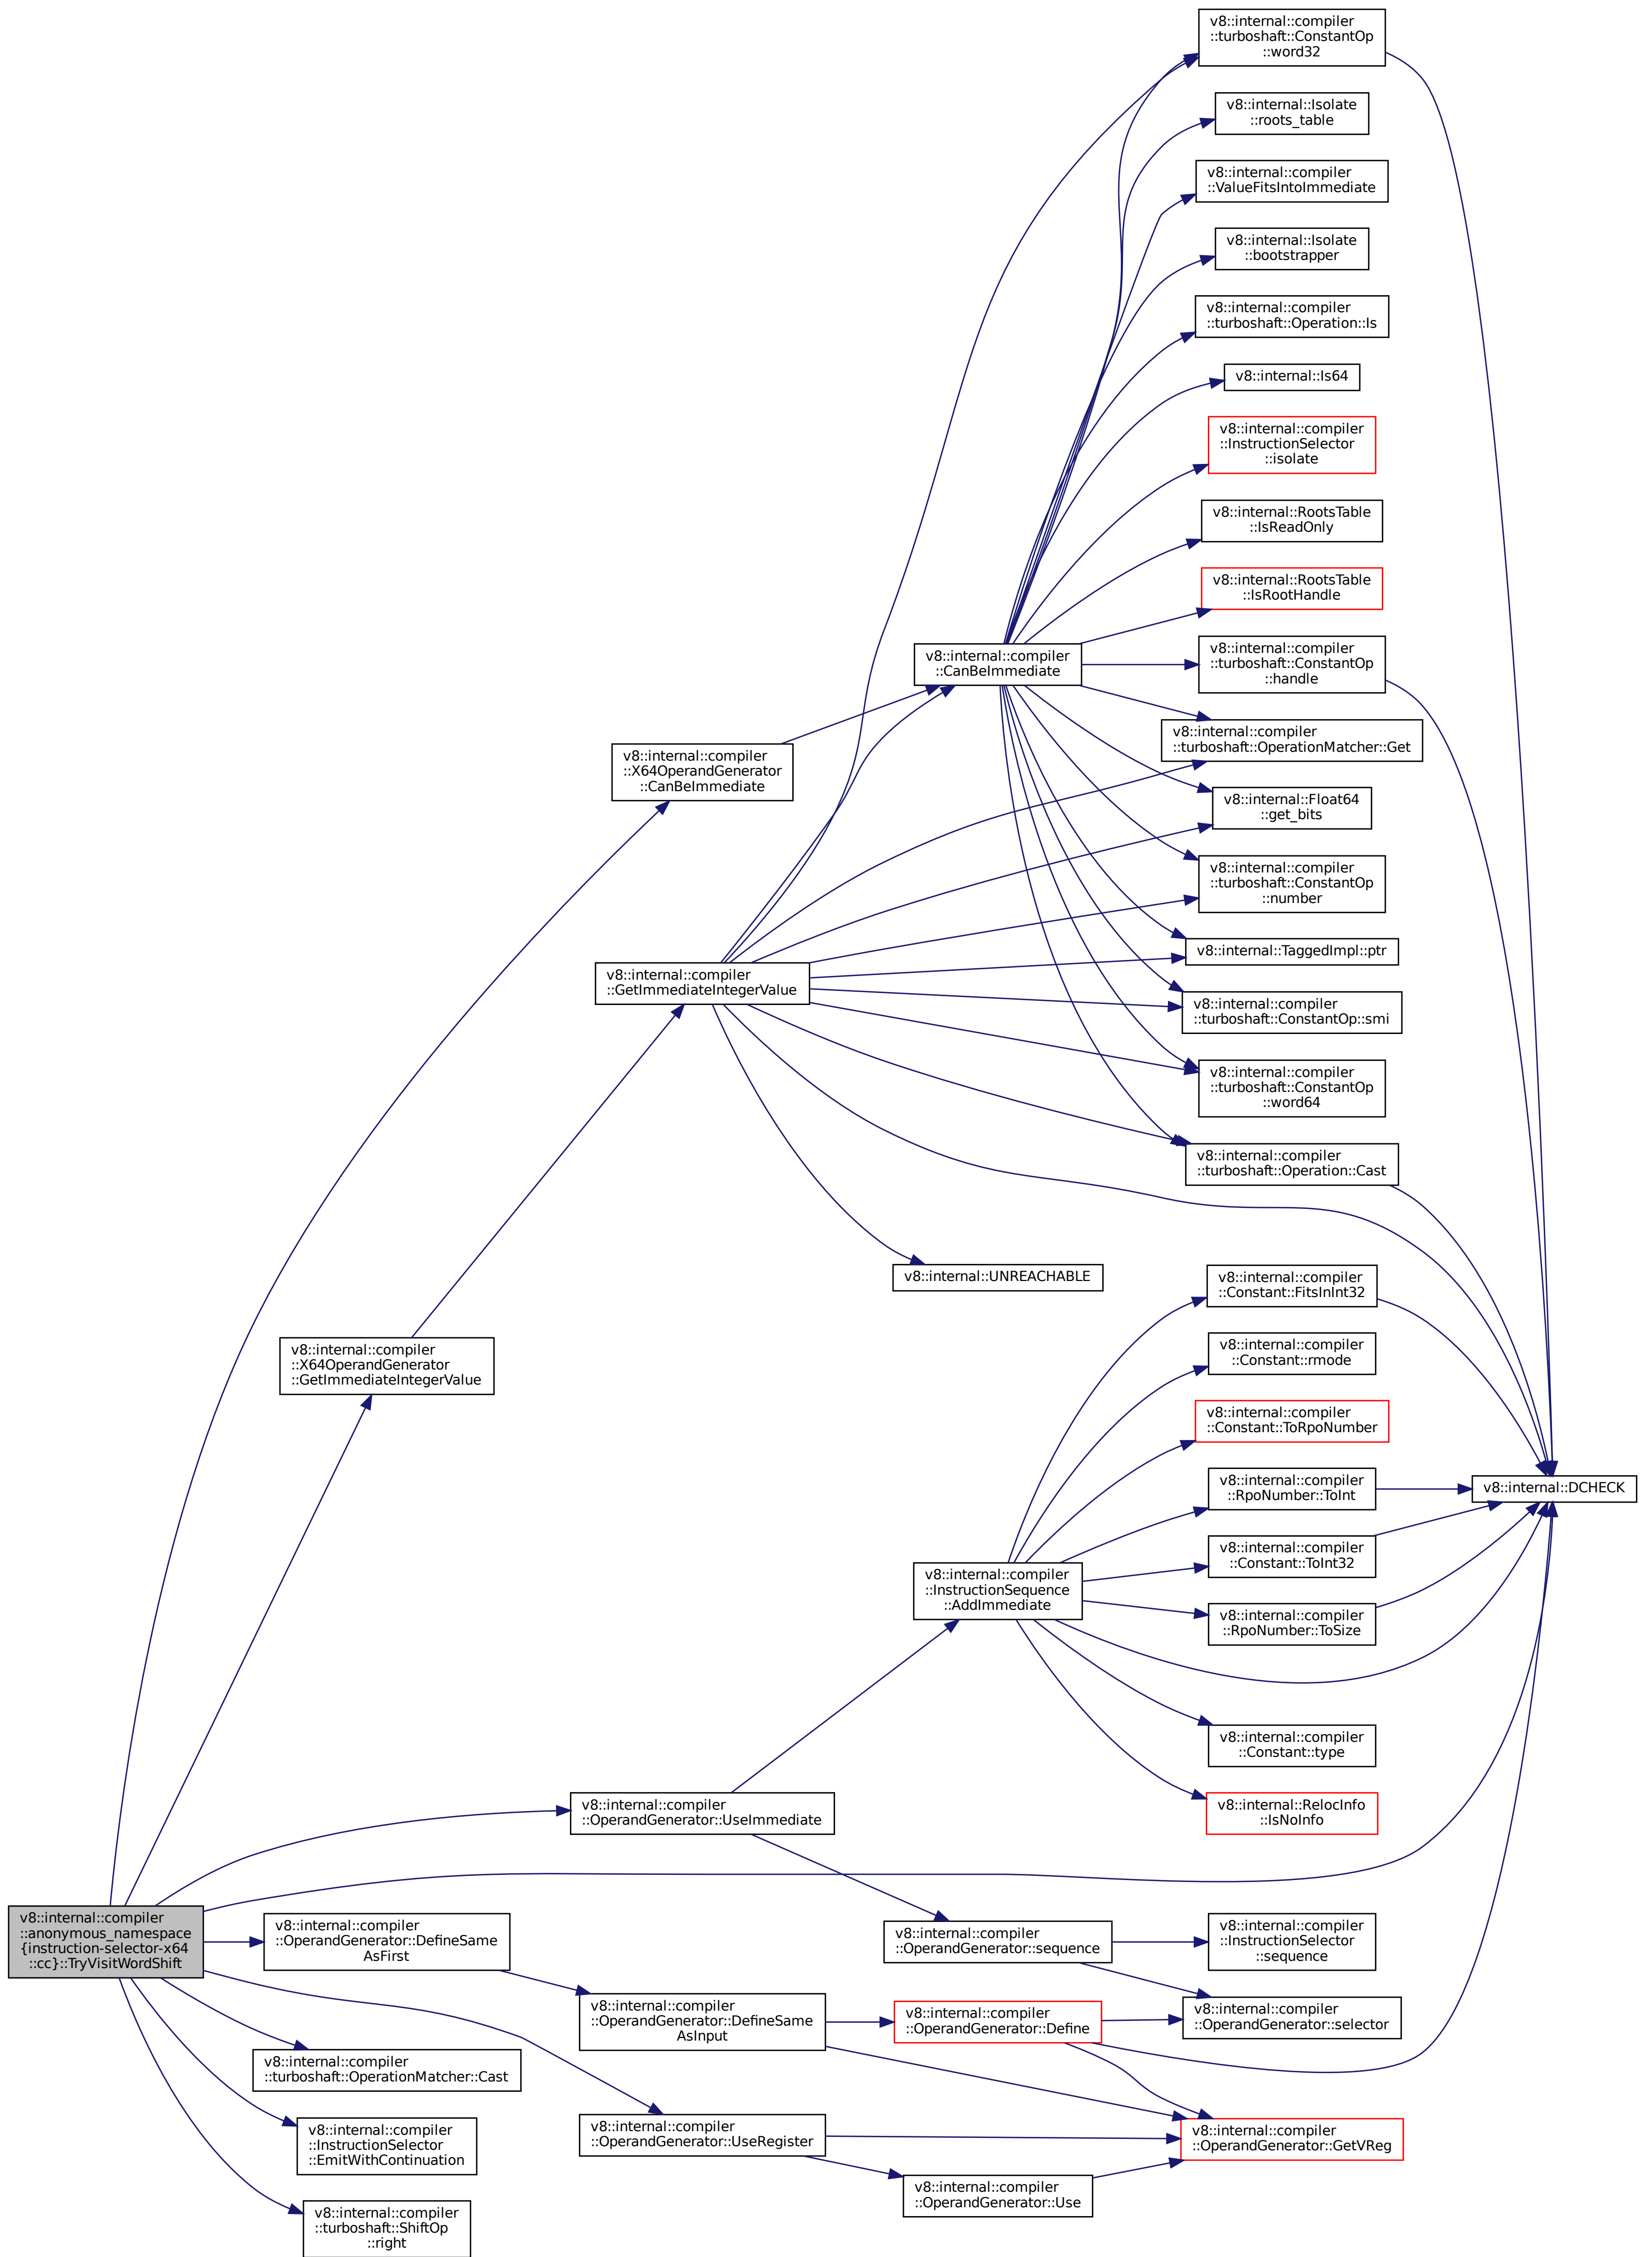 v8::internal::compiler
::turboshaft::ConstantOp
::word32
v8::internal::Isolate
::roots_table
v8::internal::compiler
::ValueFitsIntoImmediate
v8::internal::Isolate
::bootstrapper
v8::internal::compiler
::turboshaft::Operation::Is
v8::internal::Is64
v8::internal::compiler
::InstructionSelector
::isolate
v8::internal::RootsTable
::IsReadOnly
v8::internal::RootsTable
::IsRootHandle
v8::internal::compiler
::CanBeImmediate
v8::internal::compiler
::turboshaft::ConstantOp
::handle
v8::internal::compiler
::turboshaft::OperationMatcher::Get
v8::internal::compiler
::X64OperandGenerator
::CanBeImmediate
v8::internal::Float64
::get_bits
v8::internal::compiler
::turboshaft::ConstantOp
::number
v8::internal::TaggedImpl::ptr
v8::internal::compiler
::GetImmediateIntegerValue
v8::internal::compiler
::turboshaft::ConstantOp::smi
v8::internal::compiler
::turboshaft::ConstantOp
::word64
v8::internal::compiler
::turboshaft::Operation::Cast
v8::internal::UNREACHABLE
v8::internal::compiler
::Constant::FitsInInt32
v8::internal::compiler
::X64OperandGenerator
::GetImmediateIntegerValue
v8::internal::compiler
::Constant::rmode
v8::internal::compiler
::Constant::ToRpoNumber
v8::internal::compiler
::RpoNumber::ToInt
v8::internal::DCHECK
v8::internal::compiler
::Constant::ToInt32
v8::internal::compiler
::InstructionSequence
::AddImmediate
v8::internal::compiler
::RpoNumber::ToSize
v8::internal::compiler
::Constant::type
v8::internal::compiler
::OperandGenerator::UseImmediate
v8::internal::RelocInfo
::IsNoInfo
v8::internal::compiler
::anonymous_namespace
{instruction-selector-x64
::cc}::TryVisitWordShift
v8::internal::compiler
::OperandGenerator::DefineSame
AsFirst
v8::internal::compiler
::OperandGenerator::sequence
v8::internal::compiler
::InstructionSelector
::sequence
v8::internal::compiler
::OperandGenerator::DefineSame
AsInput
v8::internal::compiler
::OperandGenerator::Define
v8::internal::compiler
::OperandGenerator::selector
v8::internal::compiler
::turboshaft::OperationMatcher::Cast
v8::internal::compiler
::InstructionSelector
::EmitWithContinuation
v8::internal::compiler
::OperandGenerator::UseRegister
v8::internal::compiler
::OperandGenerator::GetVReg
v8::internal::compiler
::OperandGenerator::Use
v8::internal::compiler
::turboshaft::ShiftOp
::right